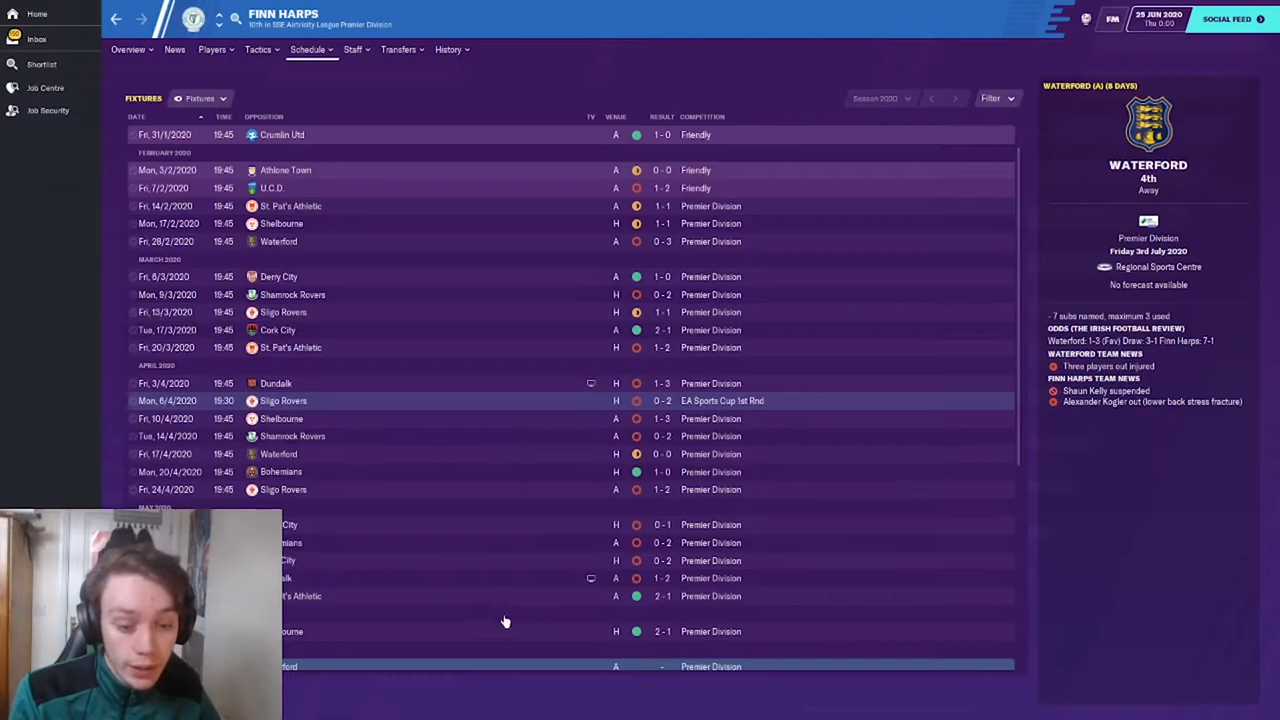 Home
FINN HARPS
10th in SSE Airtricity League Premier Division
FM
25 JUN 2020
Thu 0:00
SOCIAL FEED
Inbox
Overview News Players Tactics Schedule Staff Transfers History
Shortlist
Job Centre
Job Security
FIXTURES Fixtures Season 2020 Filter
DATE TIME OPPOSITION TV VENUE RESULT COMPETITION
Fri, 31/1/2020 19:45 Crumlin Utd A 1-0 Friendly
FEBRUARY 2020
Mon, 3/2/2020 19:45 Athlone Town A 0-0 Friendly
Fri, 7/2/2020 19:45 U.C.D. A 1-2 Friendly
Fri, 14/2/2020 19:45 St. Pat's Athletic A 1-1 Premier Division
Mon, 17/2/2020 19:45 Shelbourne H 1-1 Premier Division
Fri, 28/2/2020 19:45 Waterford A 0-3 Premier Division
MARCH 2020
Fri, 6/3/2020 19:45 Derry City A 1-0 Premier Division
Mon, 9/3/2020 19:45 Shamrock Rovers H 0-2 Premier Division
Fri, 13/3/2020 19:45 Sligo Rovers H 1-1 Premier Division
Tue, 17/3/2020 19:45 Cork City A 2-1 Premier Division
Fri, 20/3/2020 19:45 St. Pat's Athletic H 1-2 Premier Division
APRIL 2020
Fri, 3/4/2020 19:45 Dundalk H 1-3 Premier Division
Mon, 6/4/2020 19:30 Sligo Rovers H 0-2 EA Sports Cup 1st Rnd
Fri, 10/4/2020 19:45 Shelbourne A 1-3 Premier Division
Tue, 14/4/2020 19:45 Shamrock Rovers A 0-2 Premier Division
Fri, 17/4/2020 19:45 Waterford H 0-0 Premier Division
Mon, 20/4/2020 19:45 Bohemians H 1-0 Premier Division
Fri, 24/4/2020 19:45 Sligo Rovers A 1-2 Premier Division
MAY 2020
City H 0-1 Premier Division
mians A 0-2 Premier Division
City H 0-2 Premier Division
alk A 1-2 Premier Division
t's Athletic A 2-1 Premier Division
ourne H 2-1 Premier Division
ford A - Premier Division
WATERFORD (A) (8 DAYS)
WATERFORD
4th
Away
Premier Division
Friday 3rd July 2020
Regional Sports Centre
No forecast available
- 7 subs named, maximum 3 used
ODDS (THE IRISH FOOTBALL REVIEW)
Waterford: 1-3 (Fav) Draw: 3-1 Finn Harps: 7-1
WATERFORD TEAM NEWS
Three players out injured
FINN HARPS TEAM NEWS
Shaun Kelly suspended
Alexander Kogler out (lower back stress fracture)